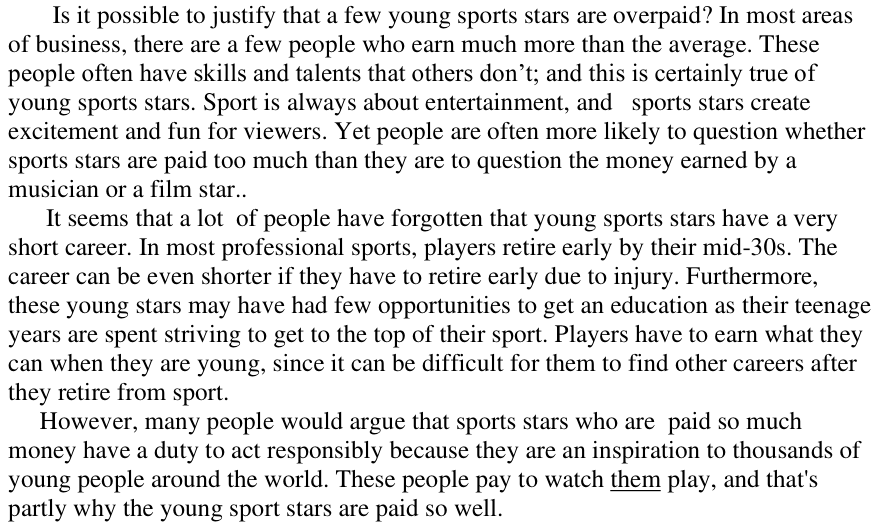 Is it possible to justify that a few young sports stars are overpaid? In most areas
of business, there are a few people who earn much more than the average. These
people often have skills and talents that others don't; and this is certainly true of
young sports stars. Sport is always about entertainment, and sports stars create
excitement and fun for viewers. Yet people are often more likely to question whether
sports stars are paid too much than they are to question the money earned by a
musician or a film star..
It seems that a lot of people have forgotten that young sports stars have a very
short career. In most professional sports, players retire early by their mid-30s. The
career can be even shorter if they have to retire early due to injury. Furthermore,
these young stars may have had few opportunities to get an education as their teenage
years are spent striving to get to the top of their sport. Players have to earn what they
can when they are young, since it can be difficult for them to find other careers after
they retire from sport.
However, many people would argue that sports stars who are paid so much
money have a duty to act responsibly because they are an inspiration to thousands of
young people around the world. These people pay to watch them play, and that's
partly why the young sport stars are paid so well.